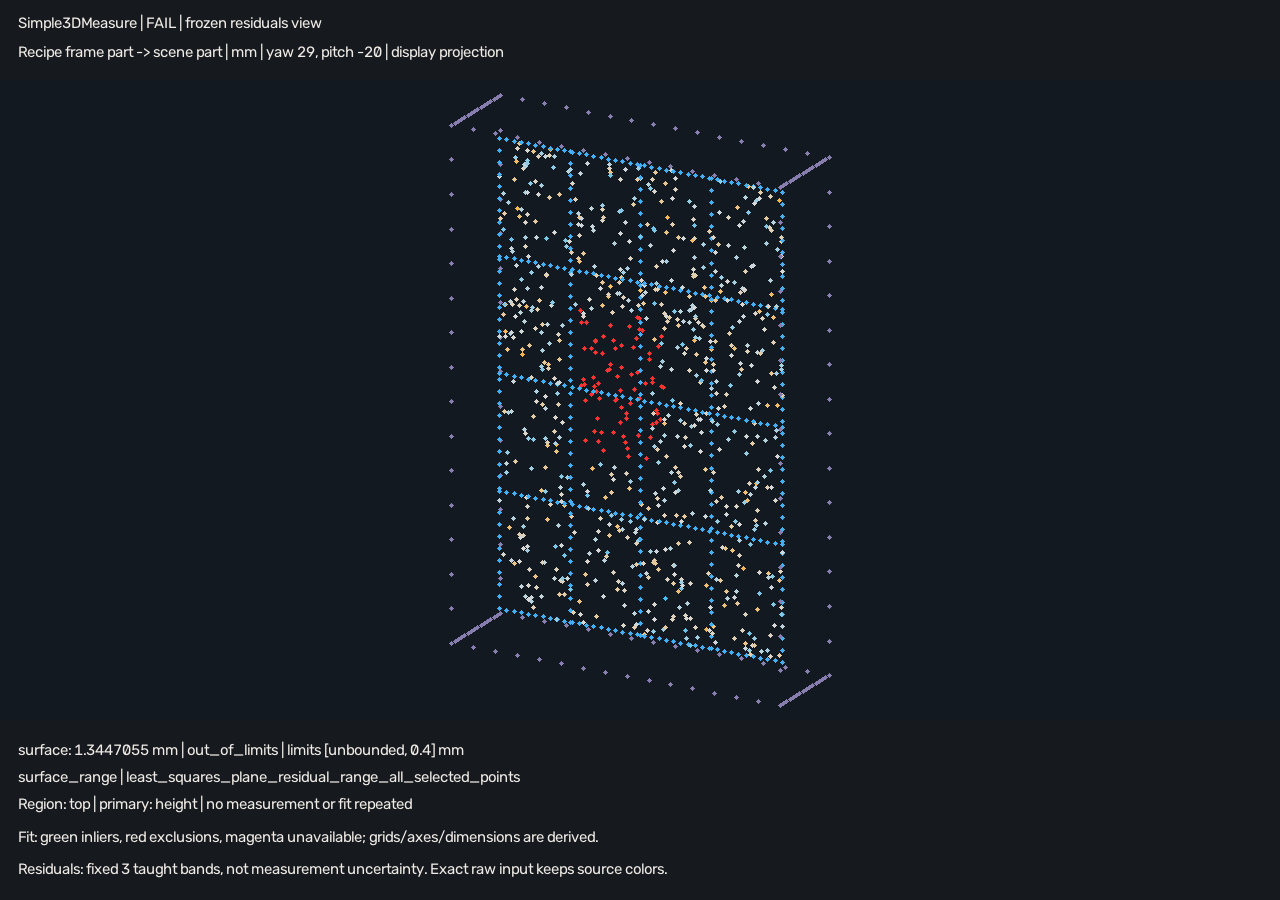 Simple3DMeasure | FAIL | frozen residuals view
Recipe frame part -> scene part | mm | yaw 29, pitch -20 | display projection
surface: 1.3447055 mm | out_of_limits | limits [unbounded, 0.4] mm
surface_range | least_squares_plane_residual_range_all_selected_points
Region: top | primary: height | no measurement or fit repeated
Fit: green inliers, red exclusions, magenta unavailable; grids/axes/dimensions are derived.
Residuals: fixed 3 taught bands, not measurement uncertainty. Exact raw input keeps source colors.